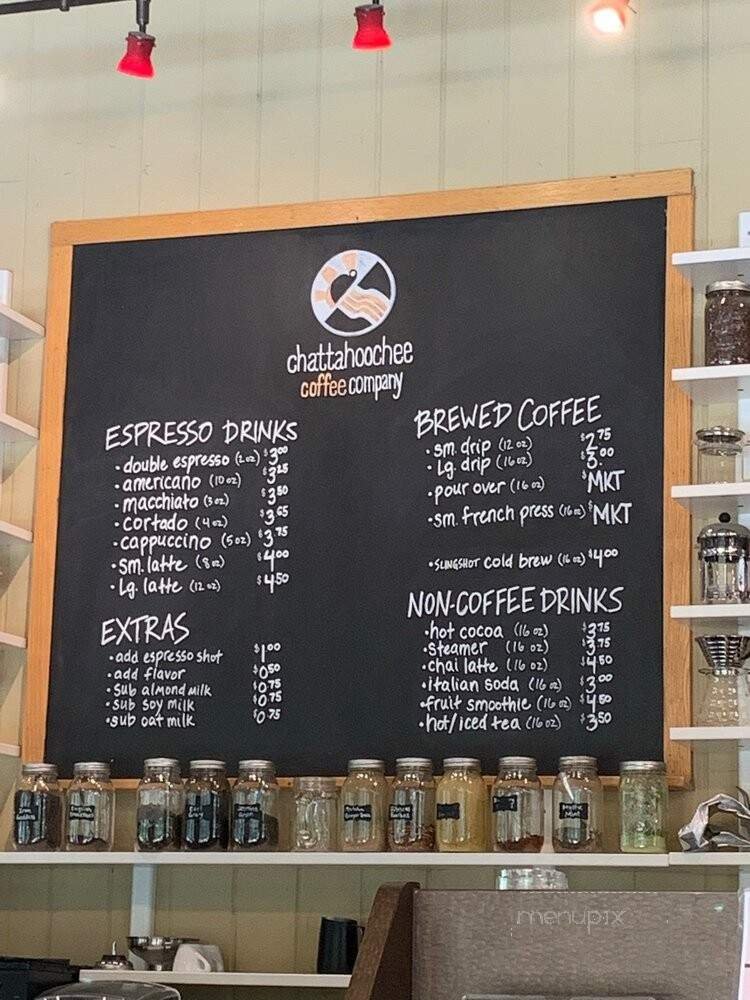 chattahoochee
coffee company
ESPRESSO DRINKS
• double espresso (2 oz) $3.00
• americano (10 oz) $3.25
• macchiato (3 oz) $3.50
• cortado (4 oz) $3.65
• cappuccino (5 oz) $3.75
• sm. latte (8 oz) $4.00
• Lg. latte (12 oz) $4.50
EXTRAS
• add espresso shot $1.00
• add flavor $0.50
• sub almond milk $0.75
• sub soy milk $0.75
• sub oat milk $0.75
BREWED COFFEE
• sm. drip (12 oz) $2.75
• Lg. drip (16 oz) $3.00
• pour over (16 oz) $MKT
• sm. french press (16 oz) $MKT
• SLINGSHOT cold brew (16 oz) $4.00
NON-COFFEE DRINKS
• hot cocoa (16 oz) $3.75
• steamer (16 oz) $3.75
• chai latte (16 oz) $4.50
• italian soda (16 oz) $3.00
• fruit smoothie (16 oz) $4.50
• hot/iced tea (16 oz) $3.50
Earl Grey
menupix